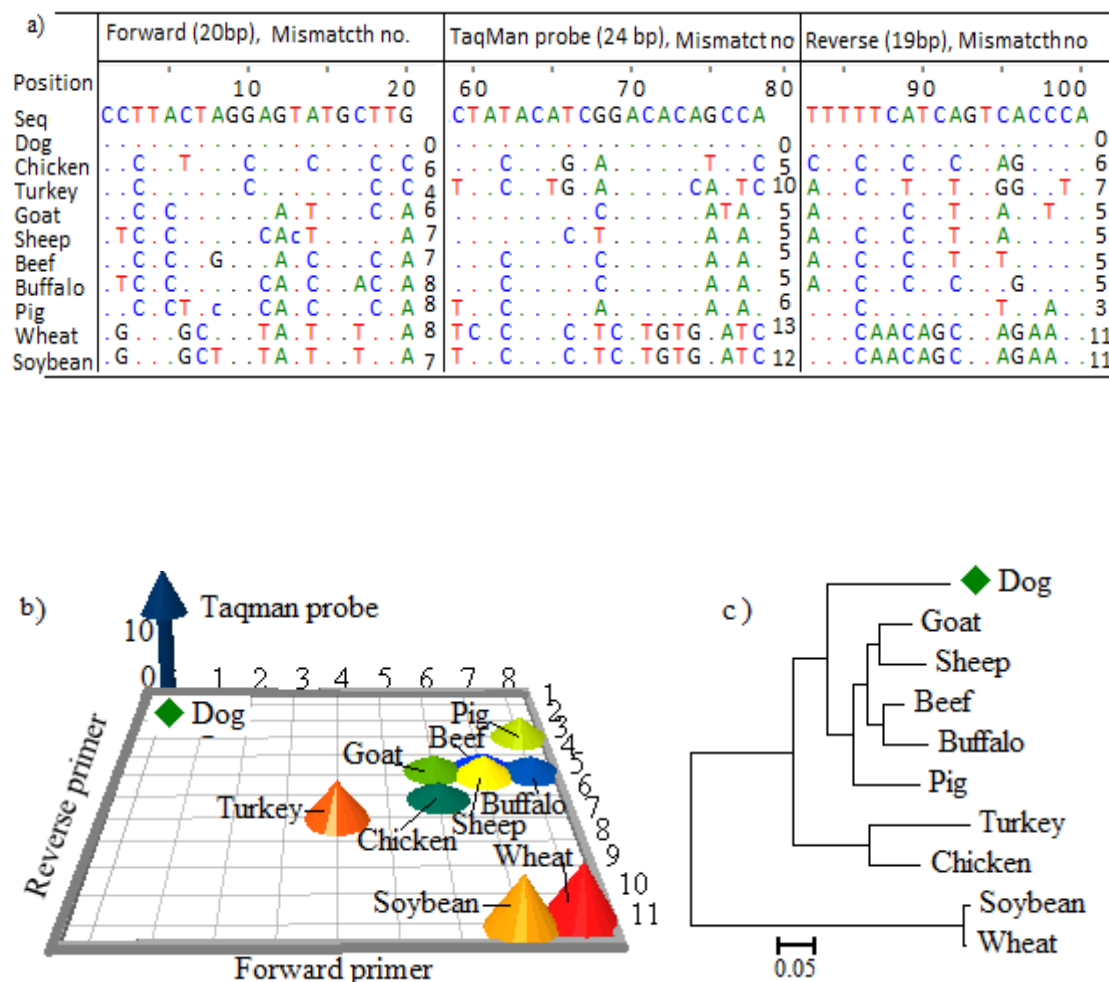 a)
Forward (20bp), Mismatcth no.
TaqMan probe (24 bp), Mismatct no
Reverse (19bp), Mismatcth no
Position 10 20 60 70 80 90 100
Seq CCTTACTAGGAGTATGCTTG CTATACATCGGACACAGCCA TTTTTCATCAGTCACCCA
Dog .................... 0 .................... 0 .................. 0
Chicken ..C..T...C...C...C.C 6 ...C...G.A......T..C 5 C..C..C..C..AG.... 6
Turkey ..C......C.......C.C 4 T..C..TG.A.....CA.TC 10 A..C..T..T..GG..T. 7
Goat ..C.C......A.T...C.A 6 .........C......ATA. 5 A.....C..T..A..T.. 5
Sheep .TC.C.....CAcT.....A 7 .......C.T......A.A. 5 A..C..C..T..A..... 5
Beef ..C.C..G...A.C...C.A 7 ...C.....C......A.A. 5 ...C..C..T..T..... 5
Buffalo .TC.C.....CA.C..AC.A 8 ...C.....C......A.A. 5 A..C..C..C...G.... 5
Pig ..C.CT.c..CA.C...C.A 8 T..C.....A......A.A. 6 ...C........T..A.. 3
Wheat .G...GC...TA.T..T..A 8 TC.C...C.TC.TGTG.ATC 13 ...CAACAGC..AGAA.. 11
Soybean .G...GCT..TA.T..T..A 7 T..C...C.TC.TGTG.ATC 12 ...CAACAGC..AGAA.. 11
b)
Taqman probe
10
0 1 2 3 4 6 7 8
1
2
3
4
5
6
7
8
9
10
11
Dog
Pig
Beef
Goat
Turkey
Buffalo
Sheep
Chicken
Wheat
Soybean
Reverse primer
Forward primer
c)
Dog
Goat
Sheep
Beef
Buffalo
Pig
Turkey
Chicken
Soybean
Wheat
0.05